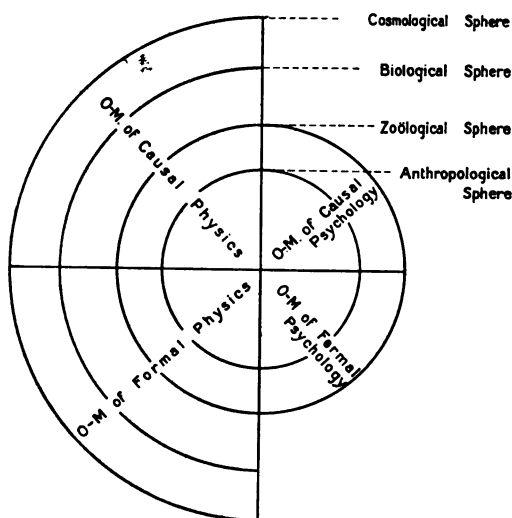 Cosmological Sphere
Biological Sphere
Zoölogical Sphere
Anthropological
Sphere
O-M. of Causal Physics
O-M. of Causal
Psychology
O-M of Formal Physics
O-M of Formal
Psychology